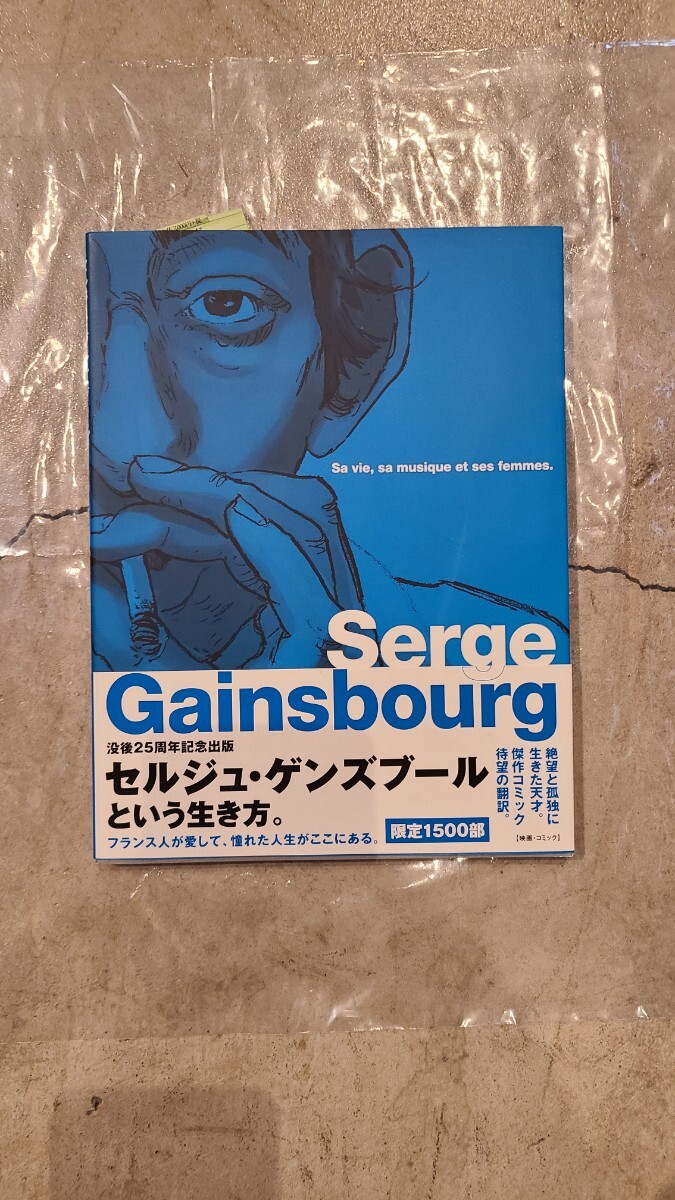 Sa vie, sa musique et ses femmes.
Serge
Gainsbourg
没後25周年記念出版
セルジュ・ゲンズブール
という生き方。
フランス人が愛して、憧れた人生がここにある。
限定1500部
絶望と孤独に
生きた天才。
傑作コミック
待望の翻訳。
【映画・コミック】